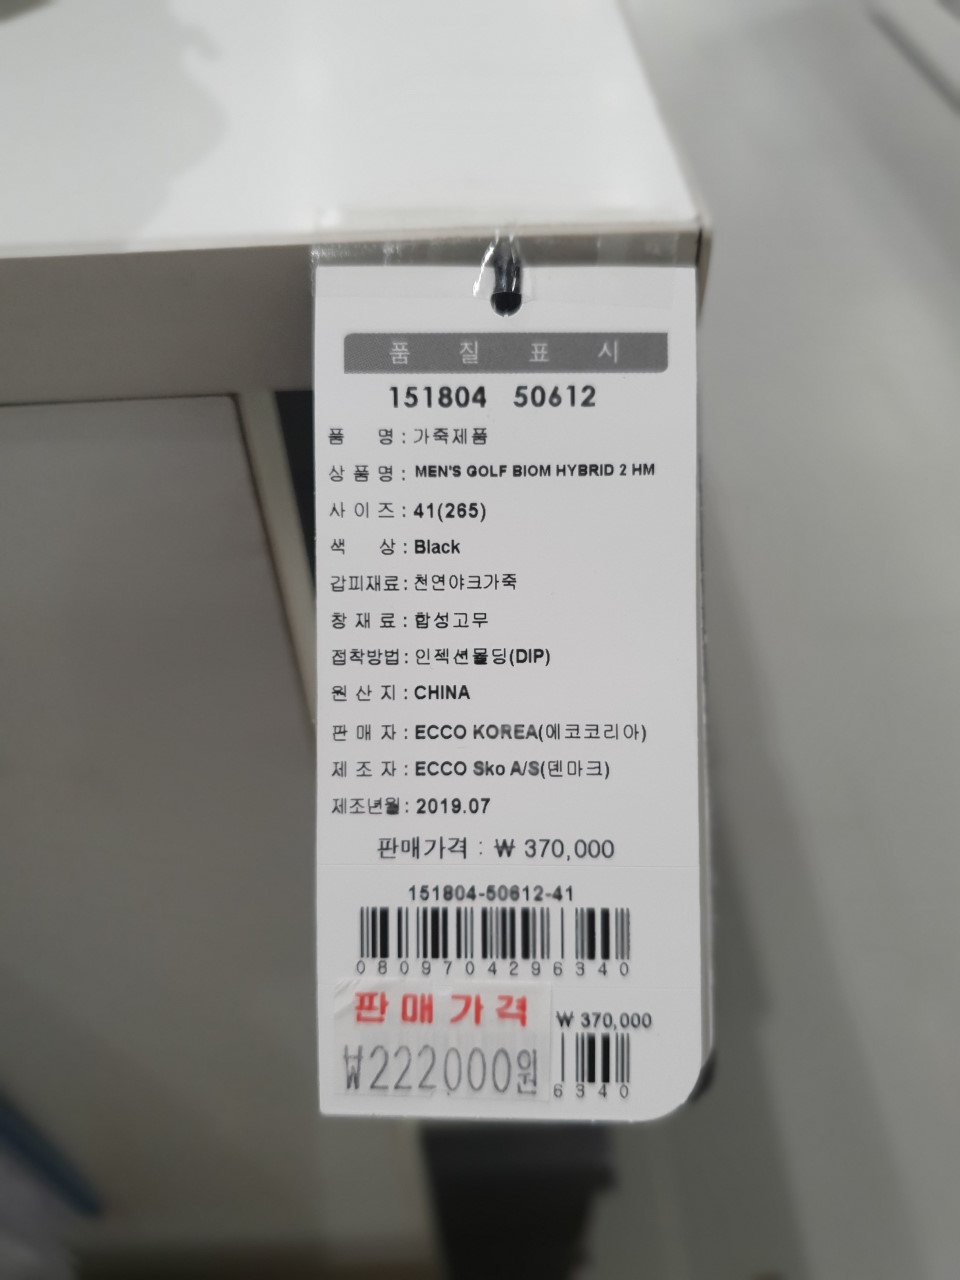 품 질 표 시
151804 50612
품 명 : 가죽제품
상 품 명 : MEN'S GOLF BIOM HYBRID 2 HM
사 이 즈 : 41(265)
색 상 : Black
갑피재료 : 천연야크가죽
창 재 료 : 합성고무
접착방법 : 인젝션몰딩(DIP)
원 산 지 : CHINA
판 매 자 : ECCO KOREA(에코코리아)
제 조 자 : ECCO Sko A/S(덴마크)
제조년월 : 2019.07
판매가격 : ₩ 370,000
151804-50612-41
0809704296340
판매가격
₩222000원
₩ 370,000
6340